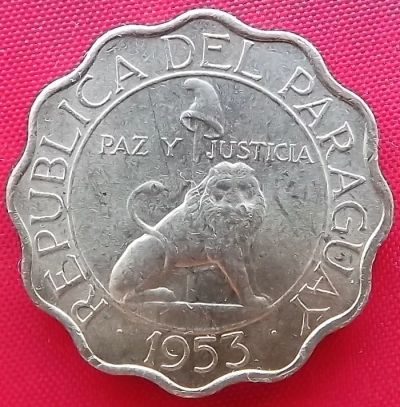 REPUBLICA DEL PARAGUAY
PAZ Y JUSTICIA
· 1953 ·